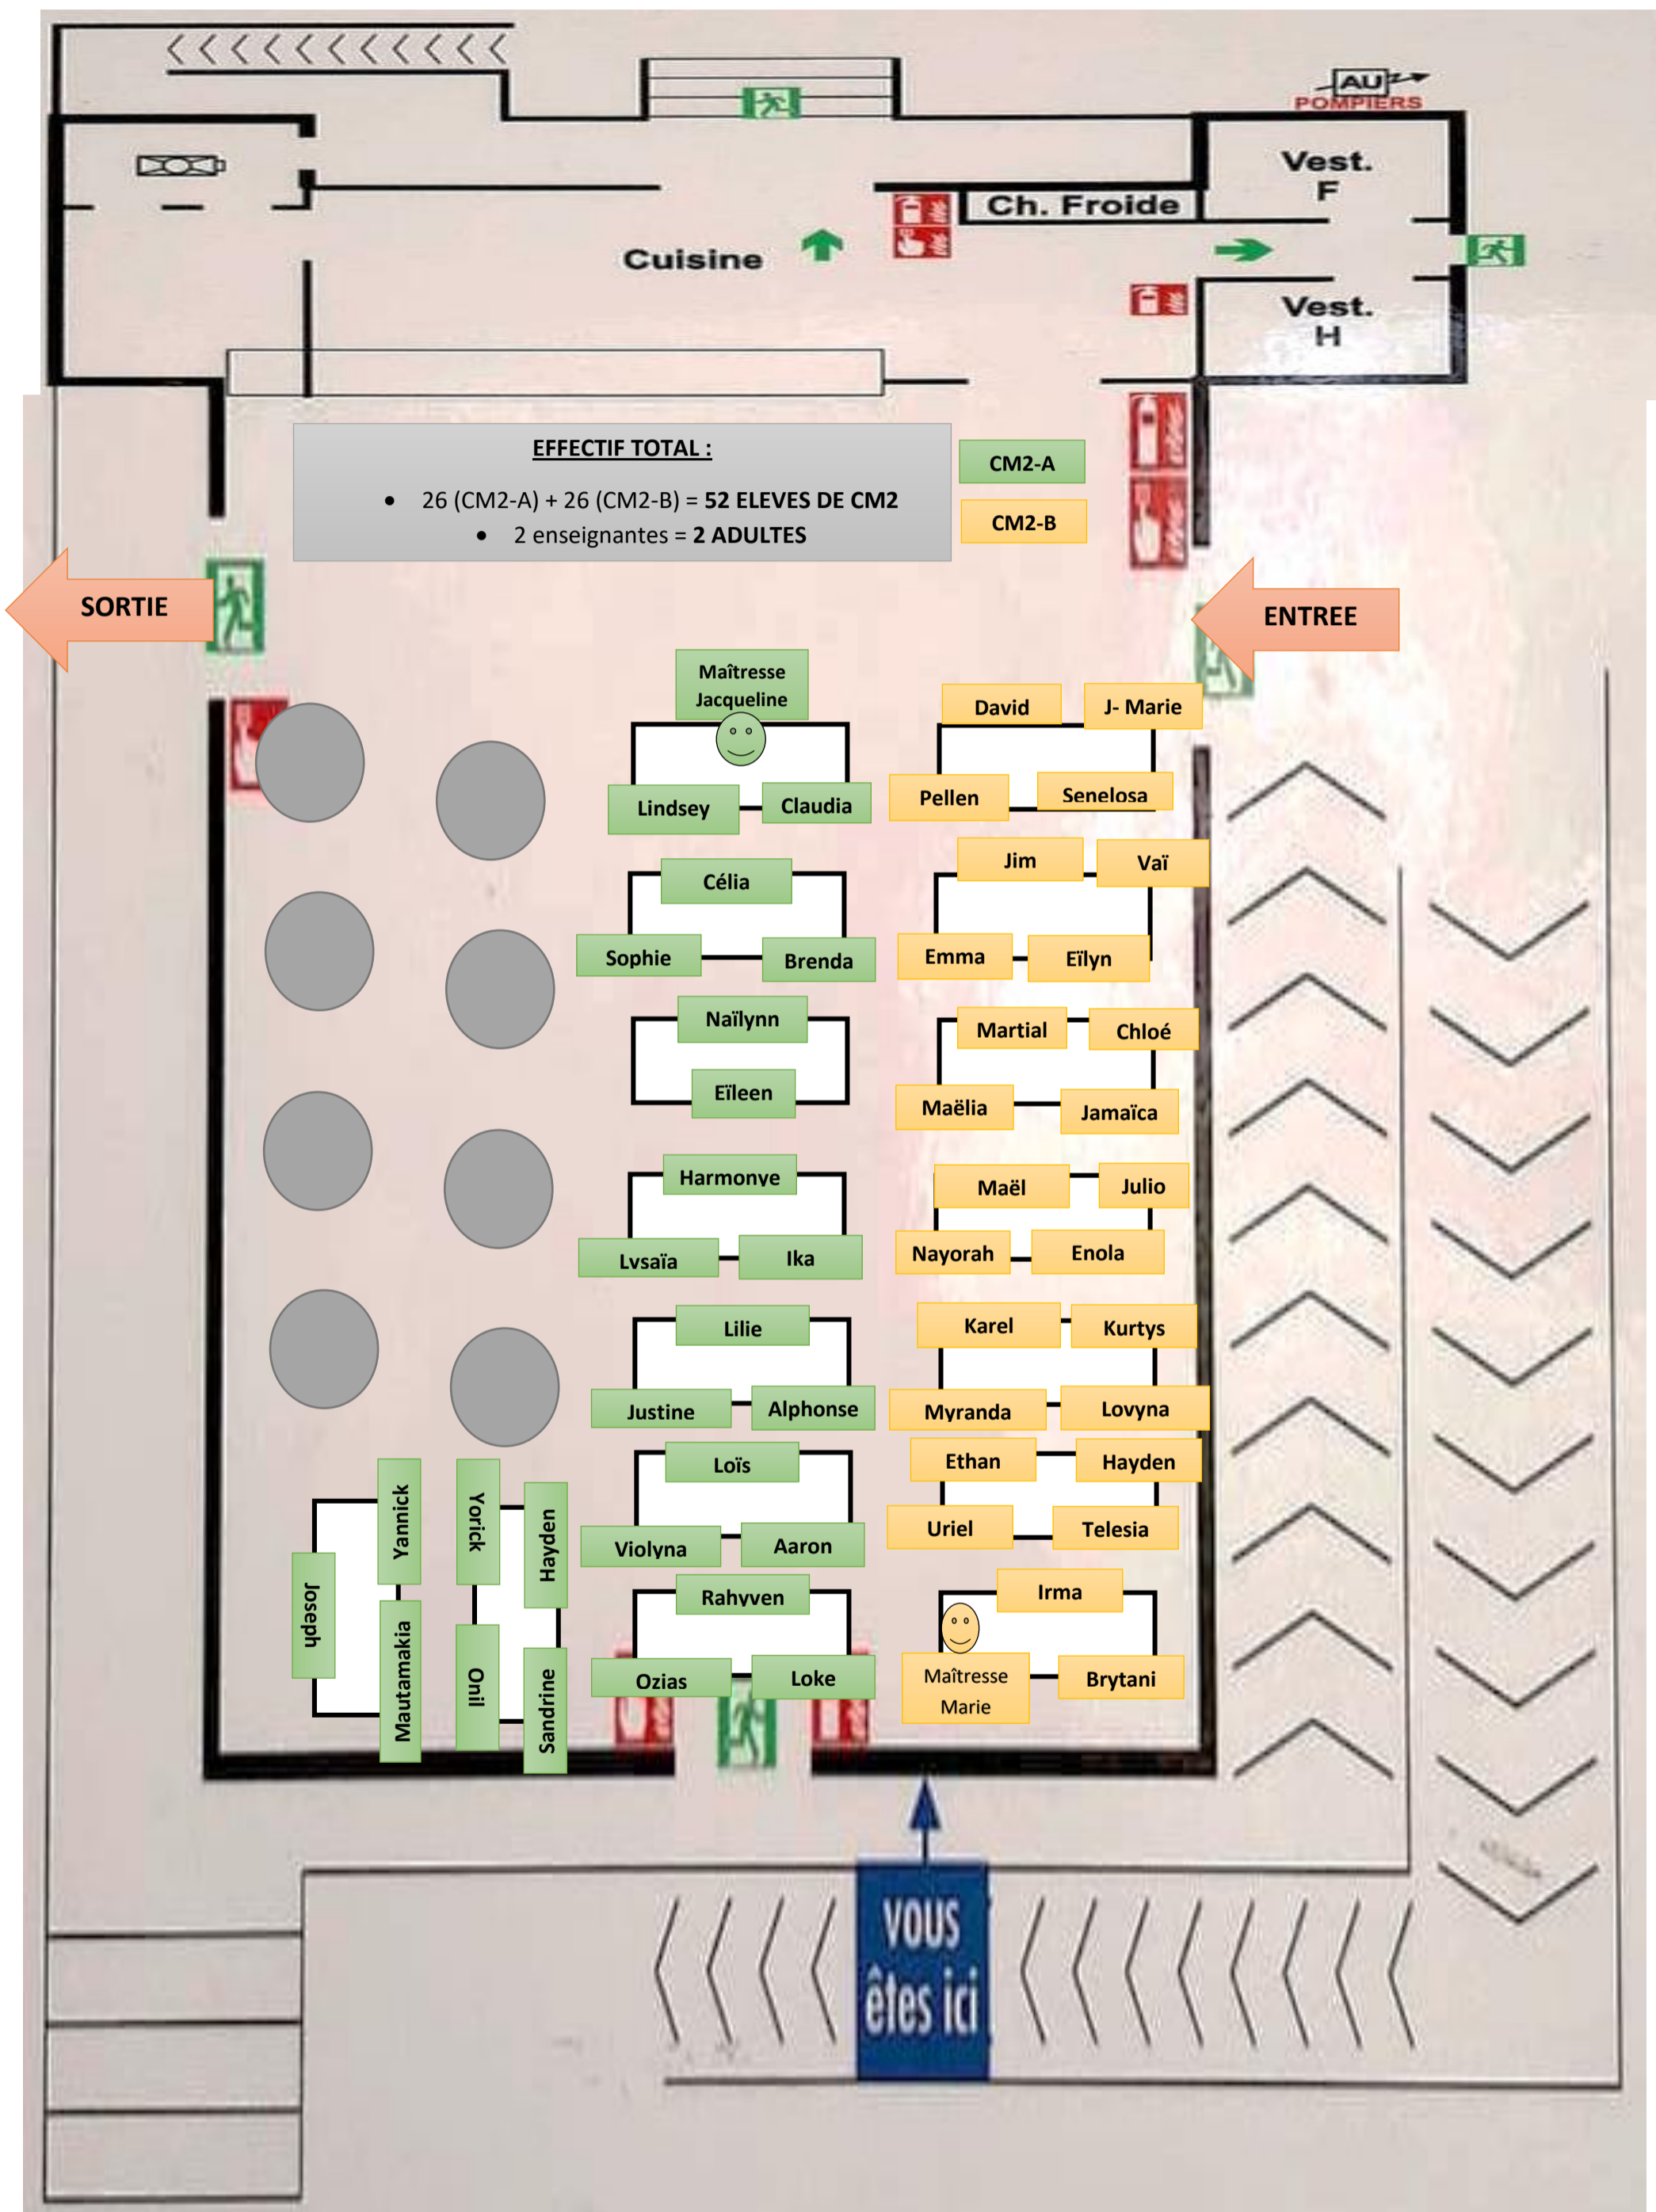 AU
POMPIERS
Vest.
F
Ch. Froide
Cuisine
Vest.
H
EFFECTIF TOTAL :
• 26 (CM2-A) + 26 (CM2-B) = 52 ELEVES DE CM2
• 2 enseignantes = 2 ADULTES
CM2-A
CM2-B
SORTIE
ENTREE
Maîtresse
Jacqueline
Lindsey
Claudia
David
J- Marie
Pellen
Senelosa
Célia
Sophie
Brenda
Jim
Vaï
Emma
Eïlyn
Naïlynn
Eïleen
Martial
Chloé
Maëlia
Jamaïca
Harmonye
Lysaïa
Ika
Maël
Julio
Nayorah
Enola
Lilie
Justine
Alphonse
Karel
Kurtys
Myranda
Lovyna
Loïs
Violyna
Aaron
Ethan
Hayden
Uriel
Telesia
Yannick
Joseph
Mautamakia
Yorick
Hayden
Onil
Sandrine
Rahyven
Ozias
Loke
Irma
Maîtresse
Marie
Brytani
VOUS
êtes ici